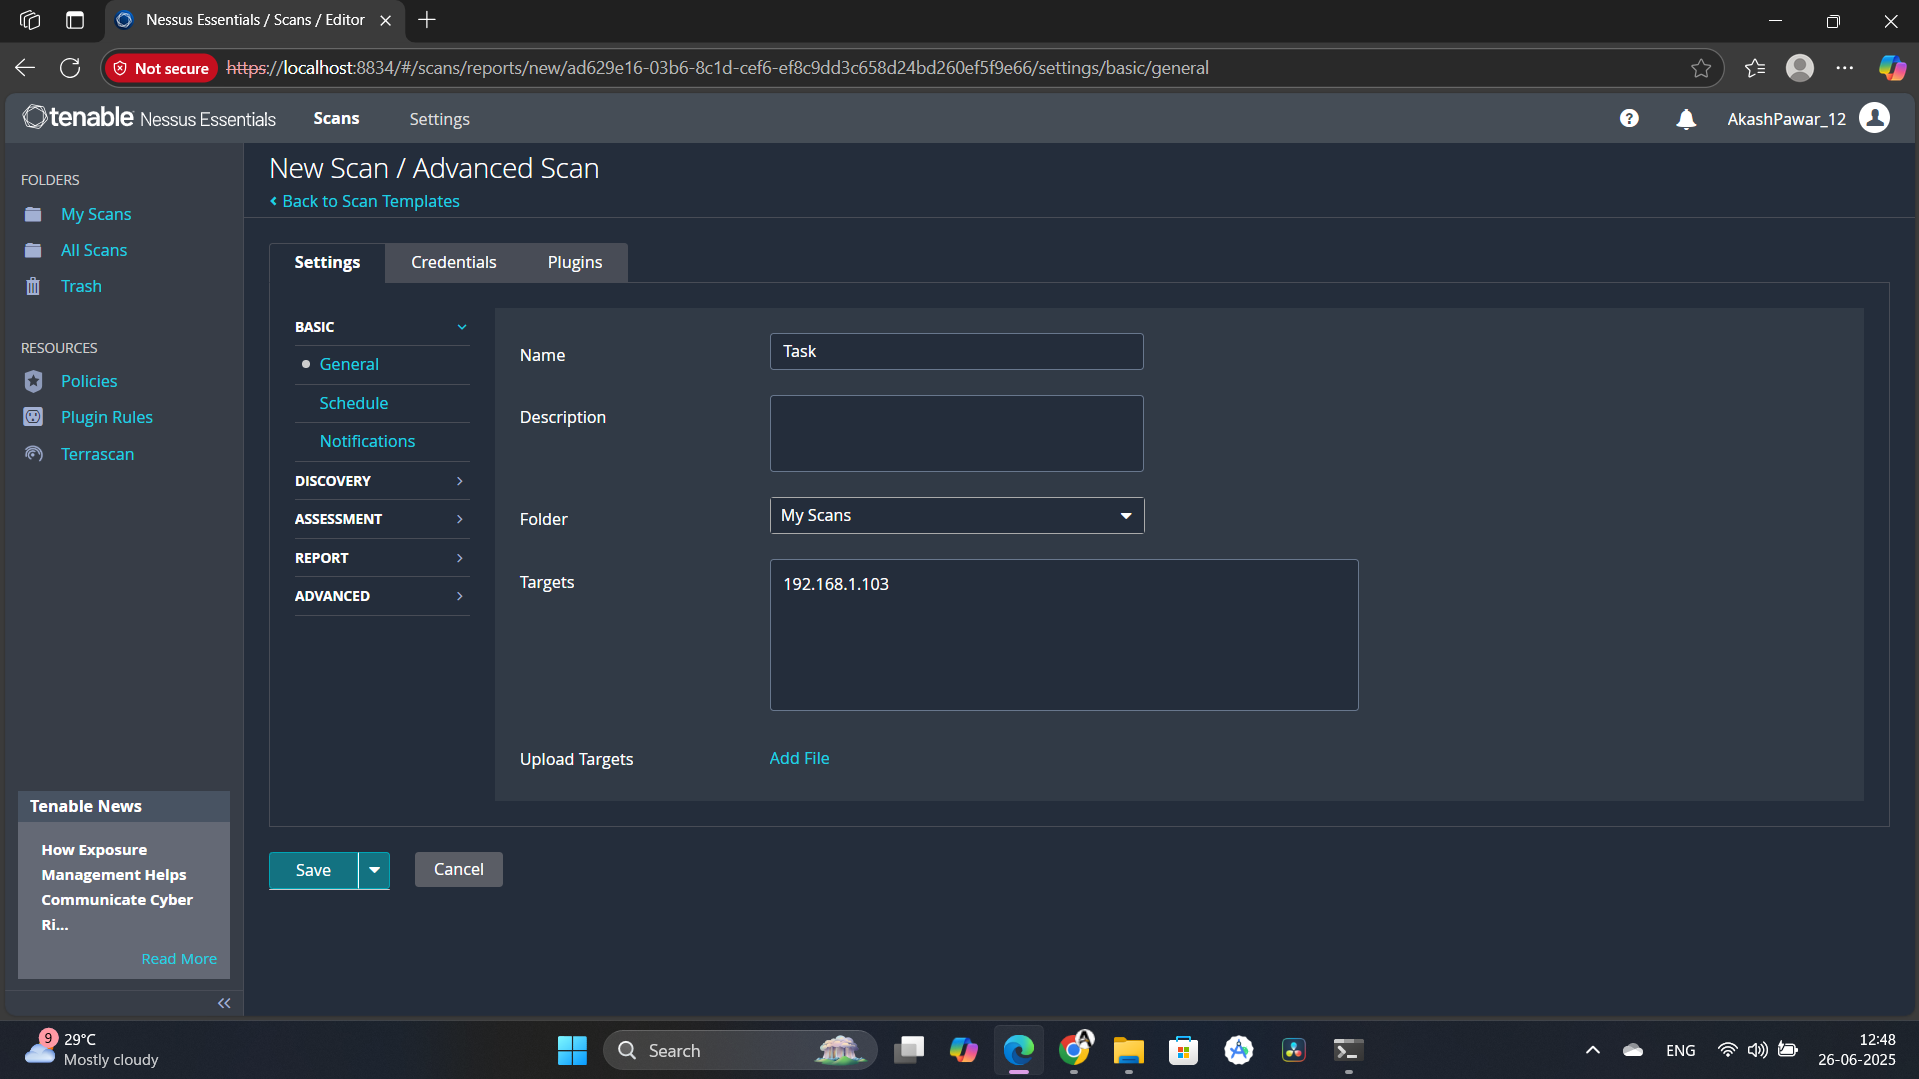 Nessus Essentials / Scans / Editor
Not secure
https://localhost:8834/#/scans/reports/new/ad629e16-03b6-8c1d-cef6-ef8c9dd3c658d24bd260ef5f9e66/settings/basic/general
tenable Nessus Essentials
Scans
Settings
AkashPawar_12
FOLDERS
My Scans
All Scans
Trash
RESOURCES
Policies
Plugin Rules
Terrascan
Tenable News
How Exposure
Management Helps
Communicate Cyber
Ri...
Read More
New Scan / Advanced Scan
Back to Scan Templates
Settings
Credentials
Plugins
BASIC
General
Schedule
Notifications
DISCOVERY
ASSESSMENT
REPORT
ADVANCED
Name
Task
Description
Folder
My Scans
Targets
192.168.1.103
Upload Targets
Add File
Save
Cancel
9
29°C
Mostly cloudy
Search
A
ENG
12:48
26-06-2025